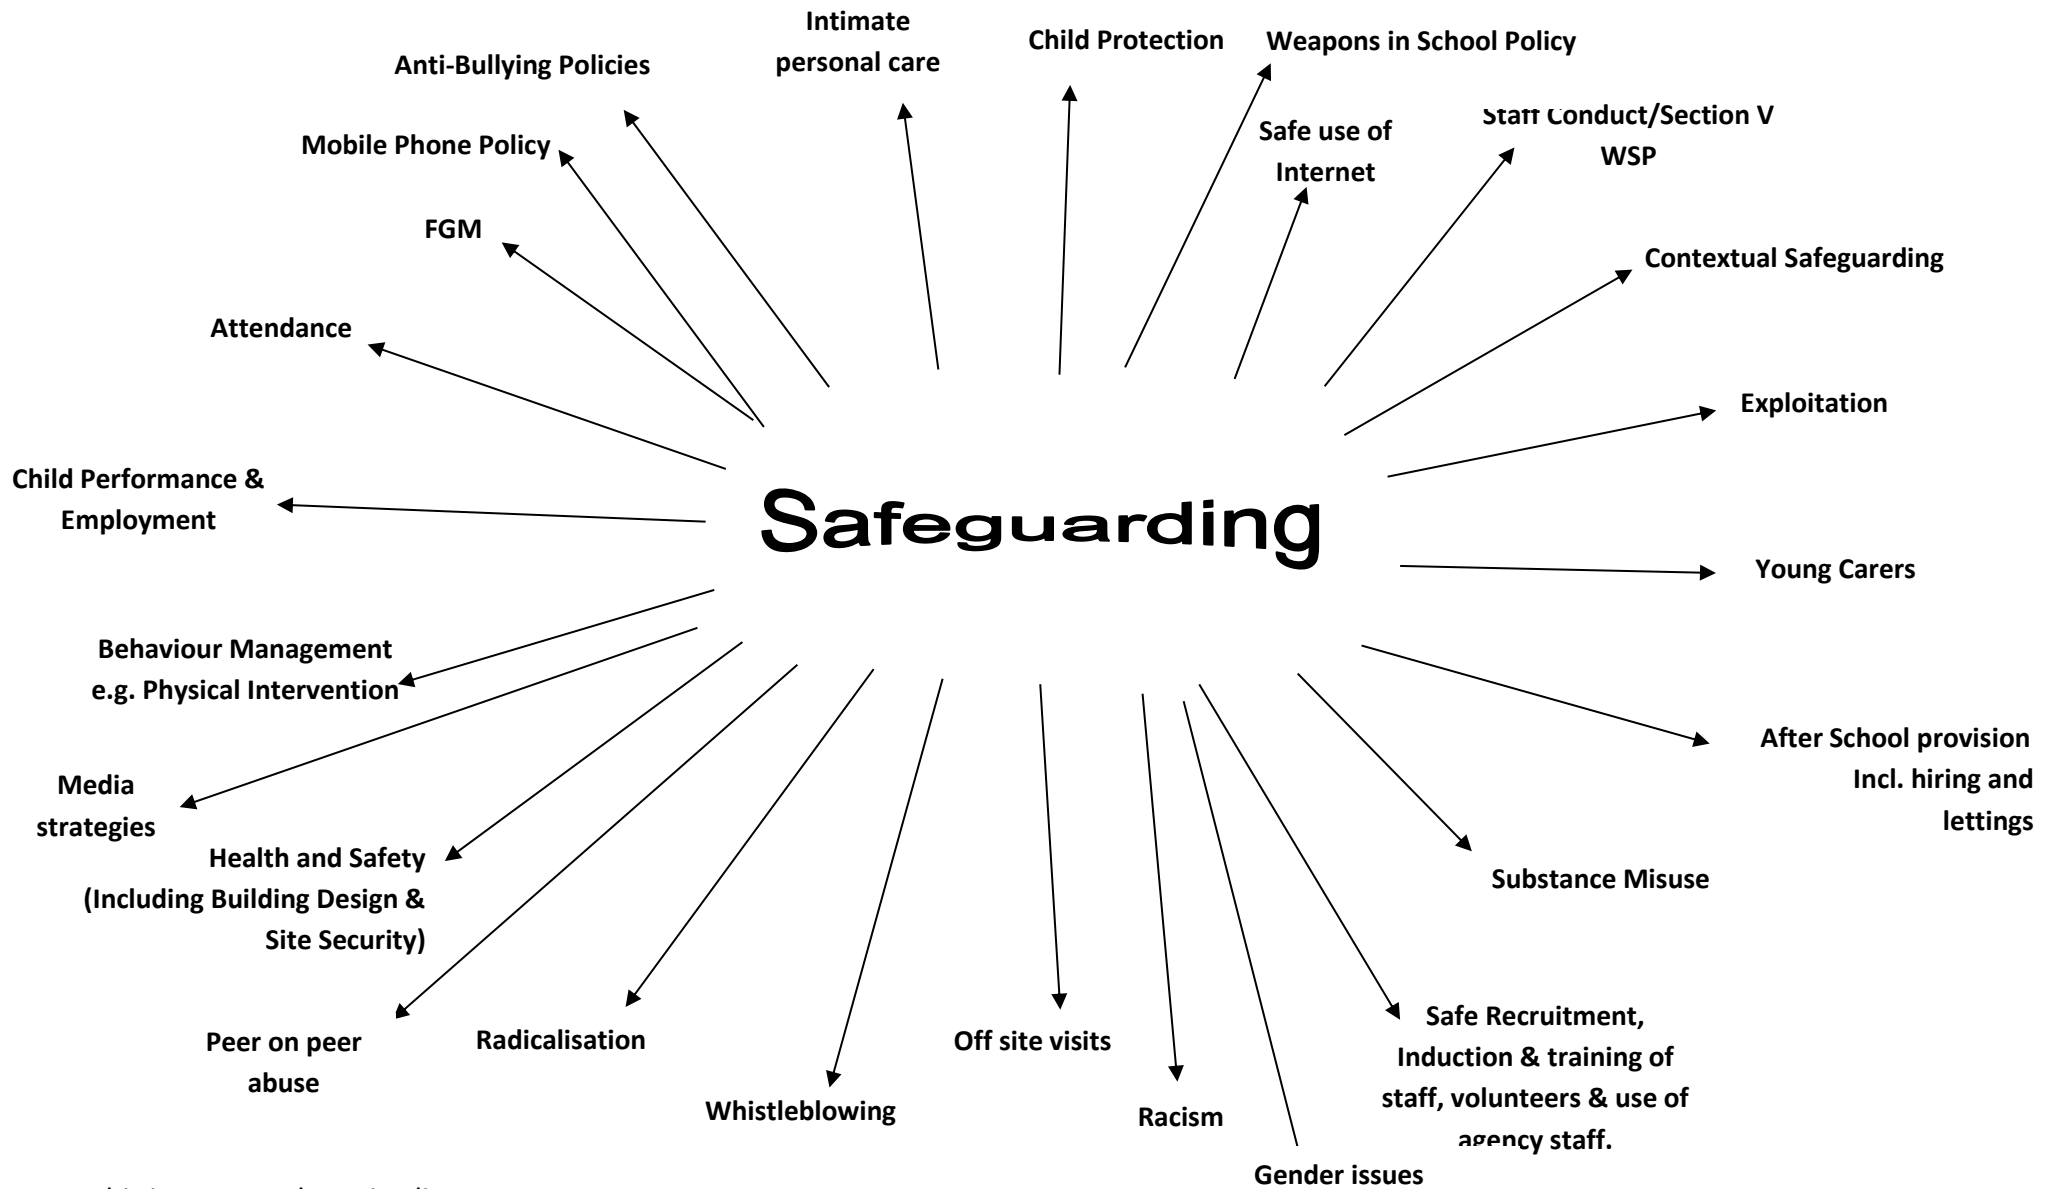 Intimate
personal care
Child Protection
Weapons in School Policy
Anti-Bullying Policies
Mobile Phone Policy
Safe use of
Internet
Staff Conduct/Section V
WSP
FGM
Contextual Safeguarding
Attendance
Exploitation
Child Performance &
Employment
Safeguarding
Young Carers
Behaviour Management
e.g. Physical Intervention
After School provision
Incl. hiring and
lettings
Media
strategies
Health and Safety
(Including Building Design &
Site Security)
Substance Misuse
Peer on peer
abuse
Radicalisation
Whistleblowing
Off site visits
Racism
Safe Recruitment,
Induction & training of
staff, volunteers & use of
agency staff.
Gender issues